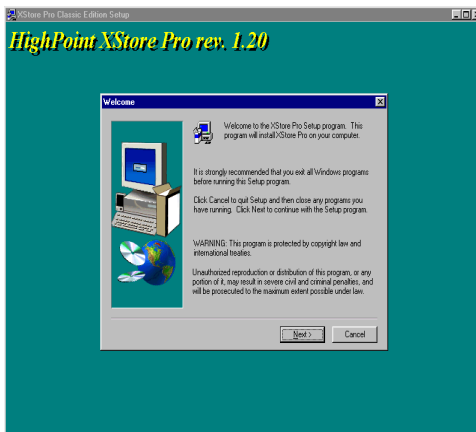 XStore Pro Classic Edition Setup
HighPoint XStore Pro rev. 1.20
Welcome
Welcome to the XStore Pro Setup program. This
program will install XStore Pro on your computer.
It is strongly recommended that you exit all Windows programs
before running this Setup program.
Click Cancel to quit Setup and then close any programs you
have running. Click Next to continue with the Setup program.
WARNING: This program is protected by copyright law and
international treaties.
Unauthorized reproduction or distribution of this program, or any
portion of it, may result in severe civil and criminal penalties, and
will be prosecuted to the maximum extent possible under law.
Next > Cancel